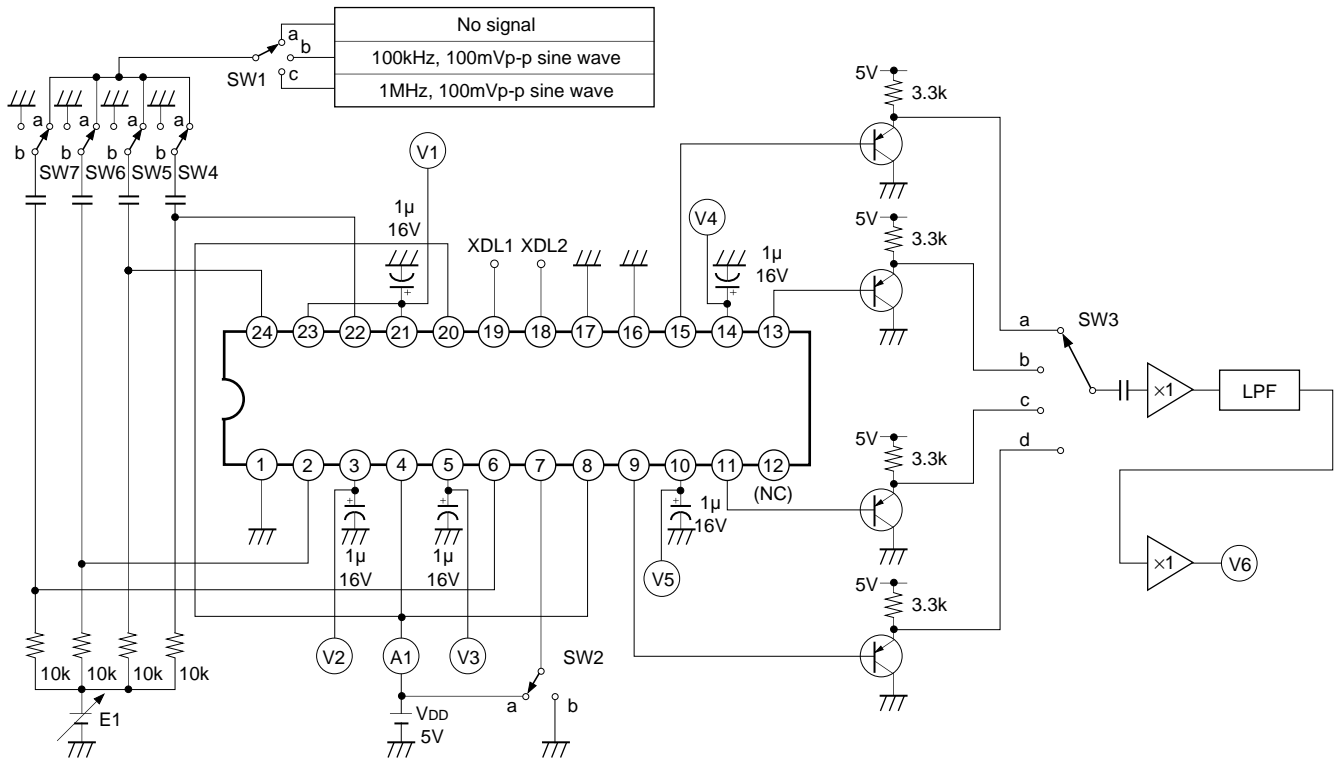 No signal
100kHz, 100mVp-p sine wave
1MHz, 100mVp-p sine wave
a
b
c
SW1
a a a a
b b b b
SW7 SW6 SW5 SW4
V1
1µ
16V
XDL1 XDL2
V4
1µ
16V
24 23 22 21 20 19 18 17 16 15 14 13
1 2 3 4 5 6 7 8 9 10 11 12
(NC)
+
+
+
+
+
1µ
16V
1µ
16V
1µ
16V
V2
A1
V3
V5
SW2
a
b
VDD
5V
10k 10k 10k 10k
E1
5V
3.3k
5V
3.3k
5V
3.3k
5V
3.3k
a
b
c
d
SW3
×1
LPF
×1
V6